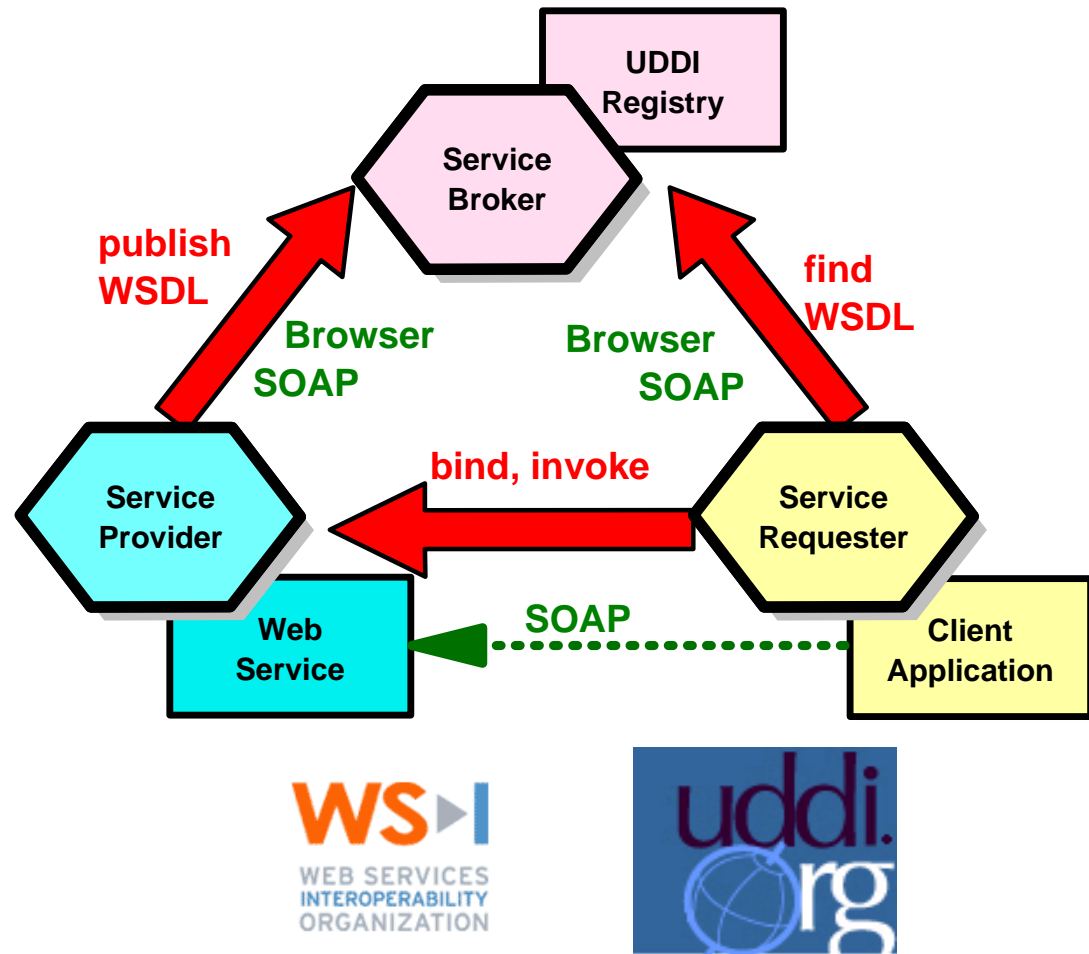 UDDI
Registry
Service
Broker
publish
WSDL
find
WSDL
Browser
SOAP
Browser
SOAP
bind, invoke
Service
Provider
Service
Requester
SOAP
Web
Service
Client
Application
WS I
WEB SERVICES
INTEROPERABILITY
ORGANIZATION
uddi.
org